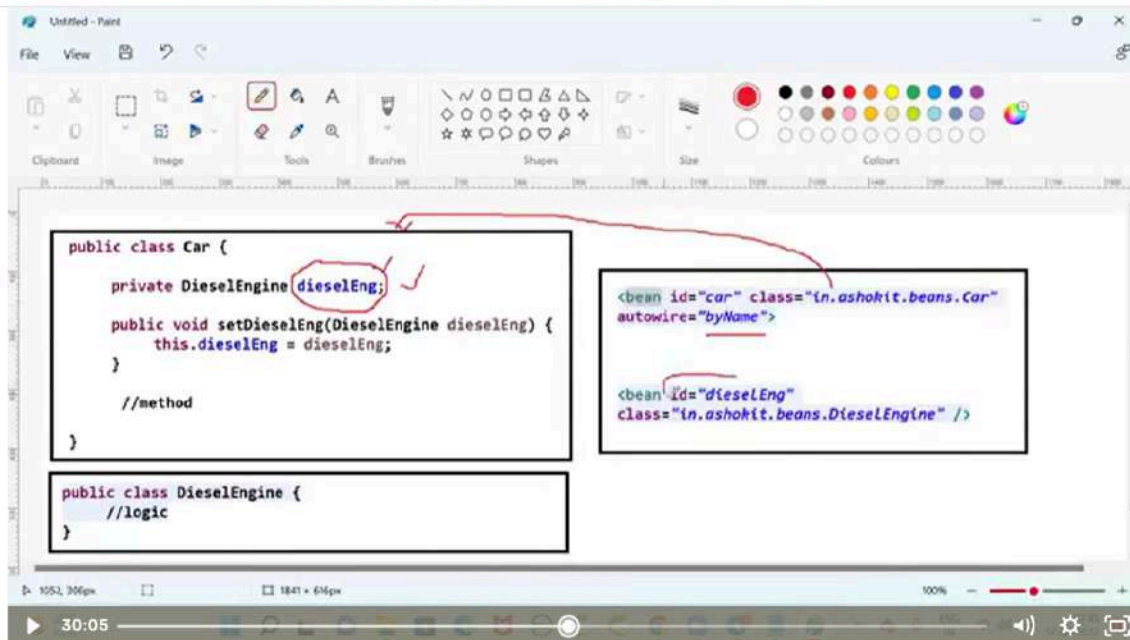 Untitled - Paint
File View
Clipboard
Image
Tools
Brushes
Shapes
Size
Colours
public class Car {
private DieselEngine dieselEng;
public void setDieselEng(DieselEngine dieselEng) {
this.dieselEng = dieselEng;
}
//method
}
public class DieselEngine {
//logic
}
<bean id="car" class="in.ashokit.beans.Car"
autowire="byName">
<bean id="dieselEng"
class="in.ashokit.beans.DieselEngine" />
1052, 306px
1841 × 616px
100%
30:05